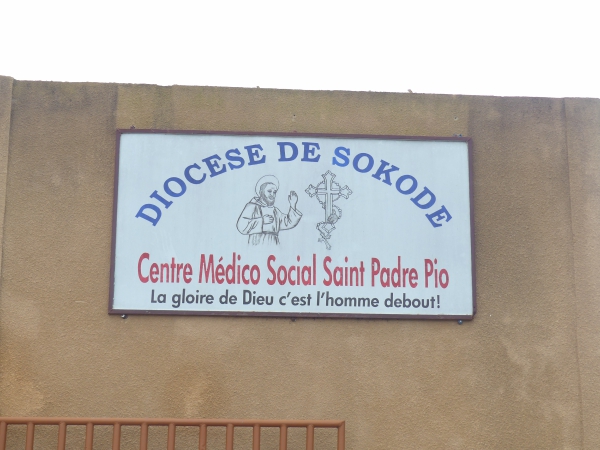 DIOCESE DE SOKODE
Centre Médico Social Saint Padre Pio
La gloire de Dieu c'est l'homme debout!